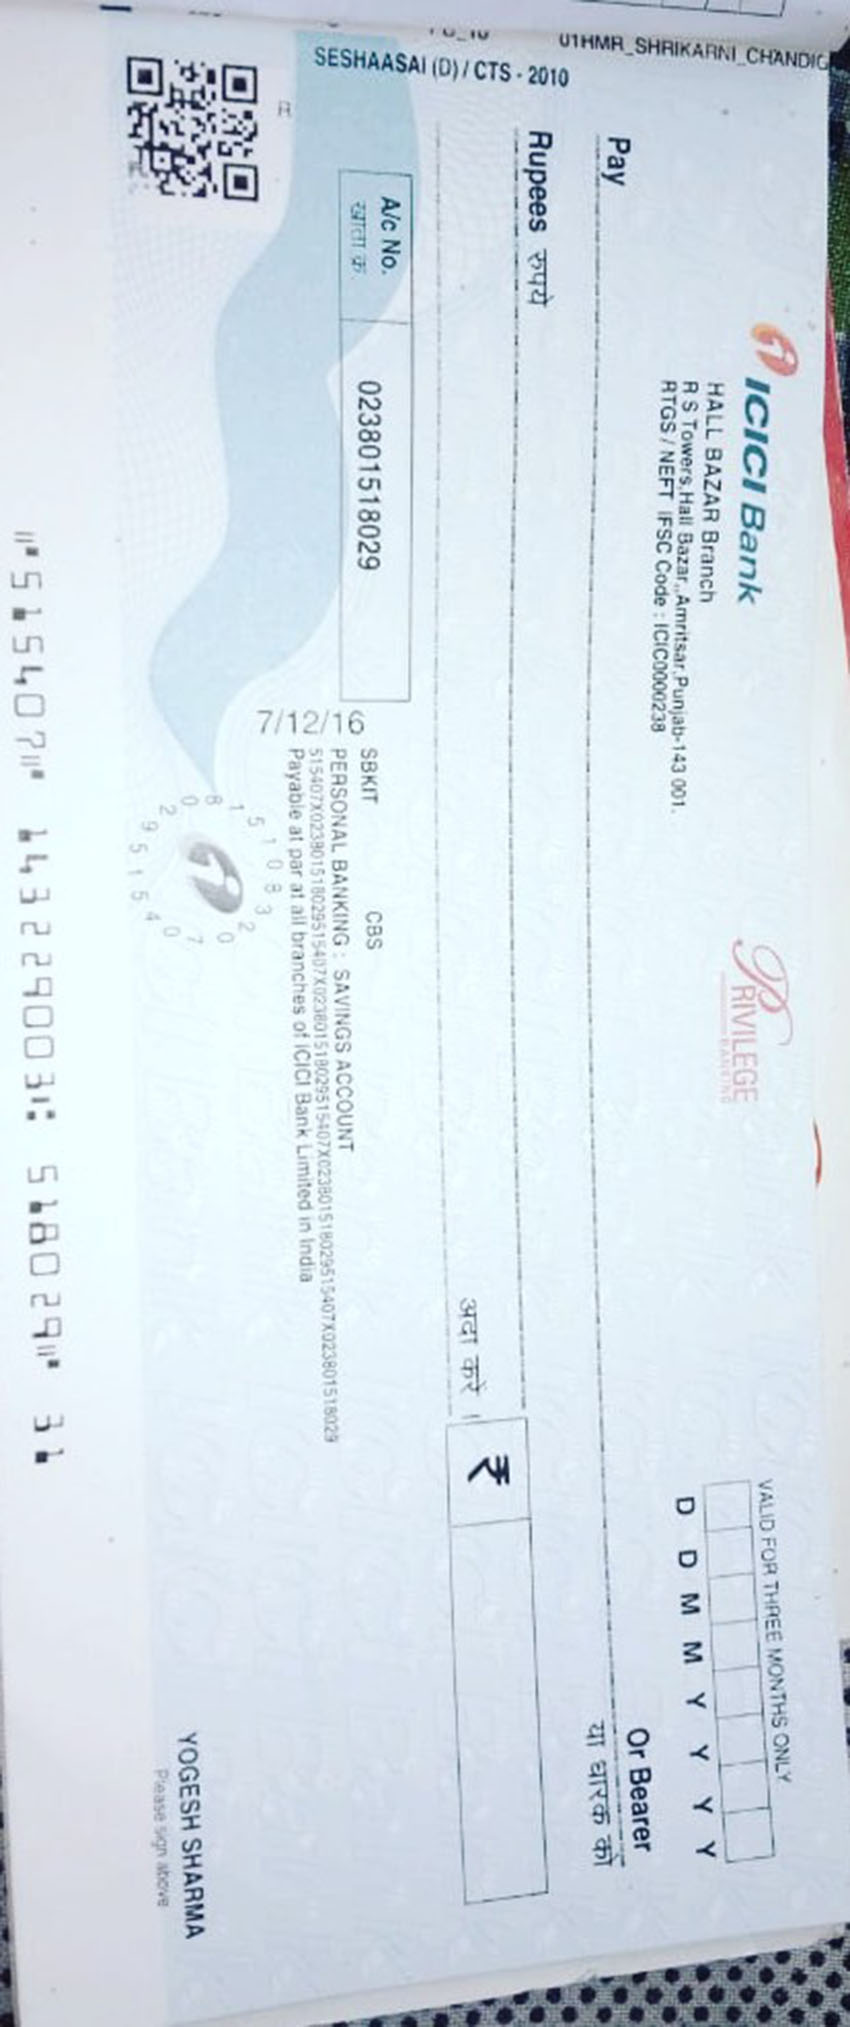 01HMR_SHRIKARNI_CHANDIG
SESHAASAI (D) / CTS - 2010
ICICI Bank
HALL BAZAR Branch
R S Towers,Hall Bazar,,Amritsar,Punjab-143 001.
RTGS / NEFT IFSC Code : ICIC0000238
PRIVILEGE
BANKING
VALID FOR THREE MONTHS ONLY
D D M M Y Y Y Y
Pay
Or Bearer
या धारक को
Rupees रुपये
अदा करे ।
₹
A/c No.
खाता क्र.
023801518029
7/12/16
SBKIT CBS
PERSONAL BANKING : SAVINGS ACCOUNT
515407X023801518029515407X023801518029515407X023801518029515407X023801518029
Payable at par at all branches of ICICI Bank Limited in India
YOGESH SHARMA
Please sign above
⑈515407⑈ 143229003⑆ 518029⑈ 31